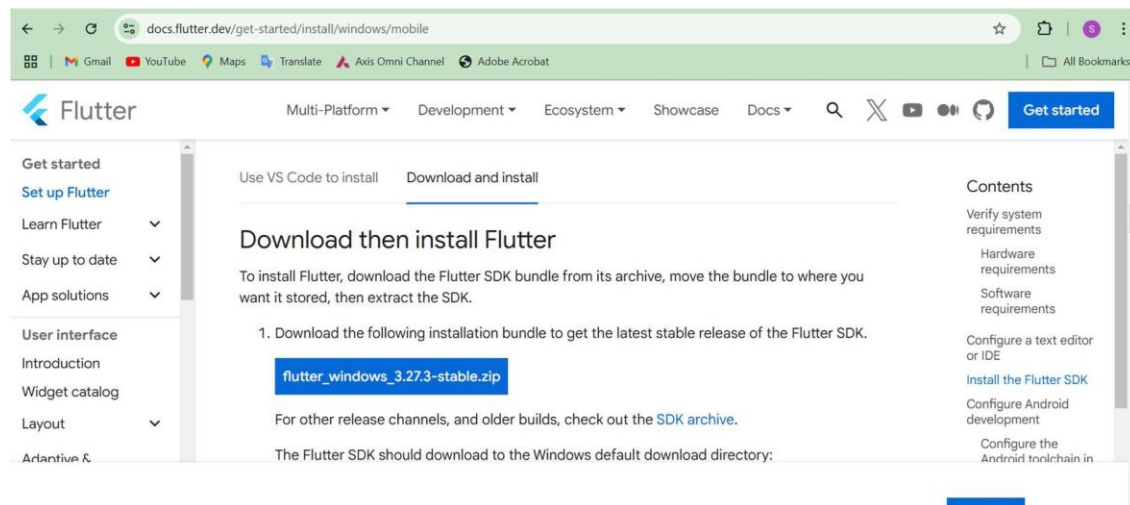 docs.flutter.dev/get-started/install/windows/mobile
Gmail YouTube Maps Translate Axis Omni Channel Adobe Acrobat All Bookmarks
Flutter Multi-Platform Development Ecosystem Showcase Docs Get started
S
Get started
Set up Flutter
Learn Flutter
Stay up to date
App solutions
User interface
Introduction
Widget catalog
Layout
Adaptive &
Use VS Code to install Download and install
Download then install Flutter
To install Flutter, download the Flutter SDK bundle from its archive, move the bundle to where you
want it stored, then extract the SDK.
1. Download the following installation bundle to get the latest stable release of the Flutter SDK.
flutter_windows_3.27.3-stable.zip
For other release channels, and older builds, check out the SDK archive.
The Flutter SDK should download to the Windows default download directory:
Contents
Verify system
requirements
Hardware
requirements
Software
requirements
Configure a text editor
or IDE
Install the Flutter SDK
Configure Android
development
Configure the
Android toolchain in